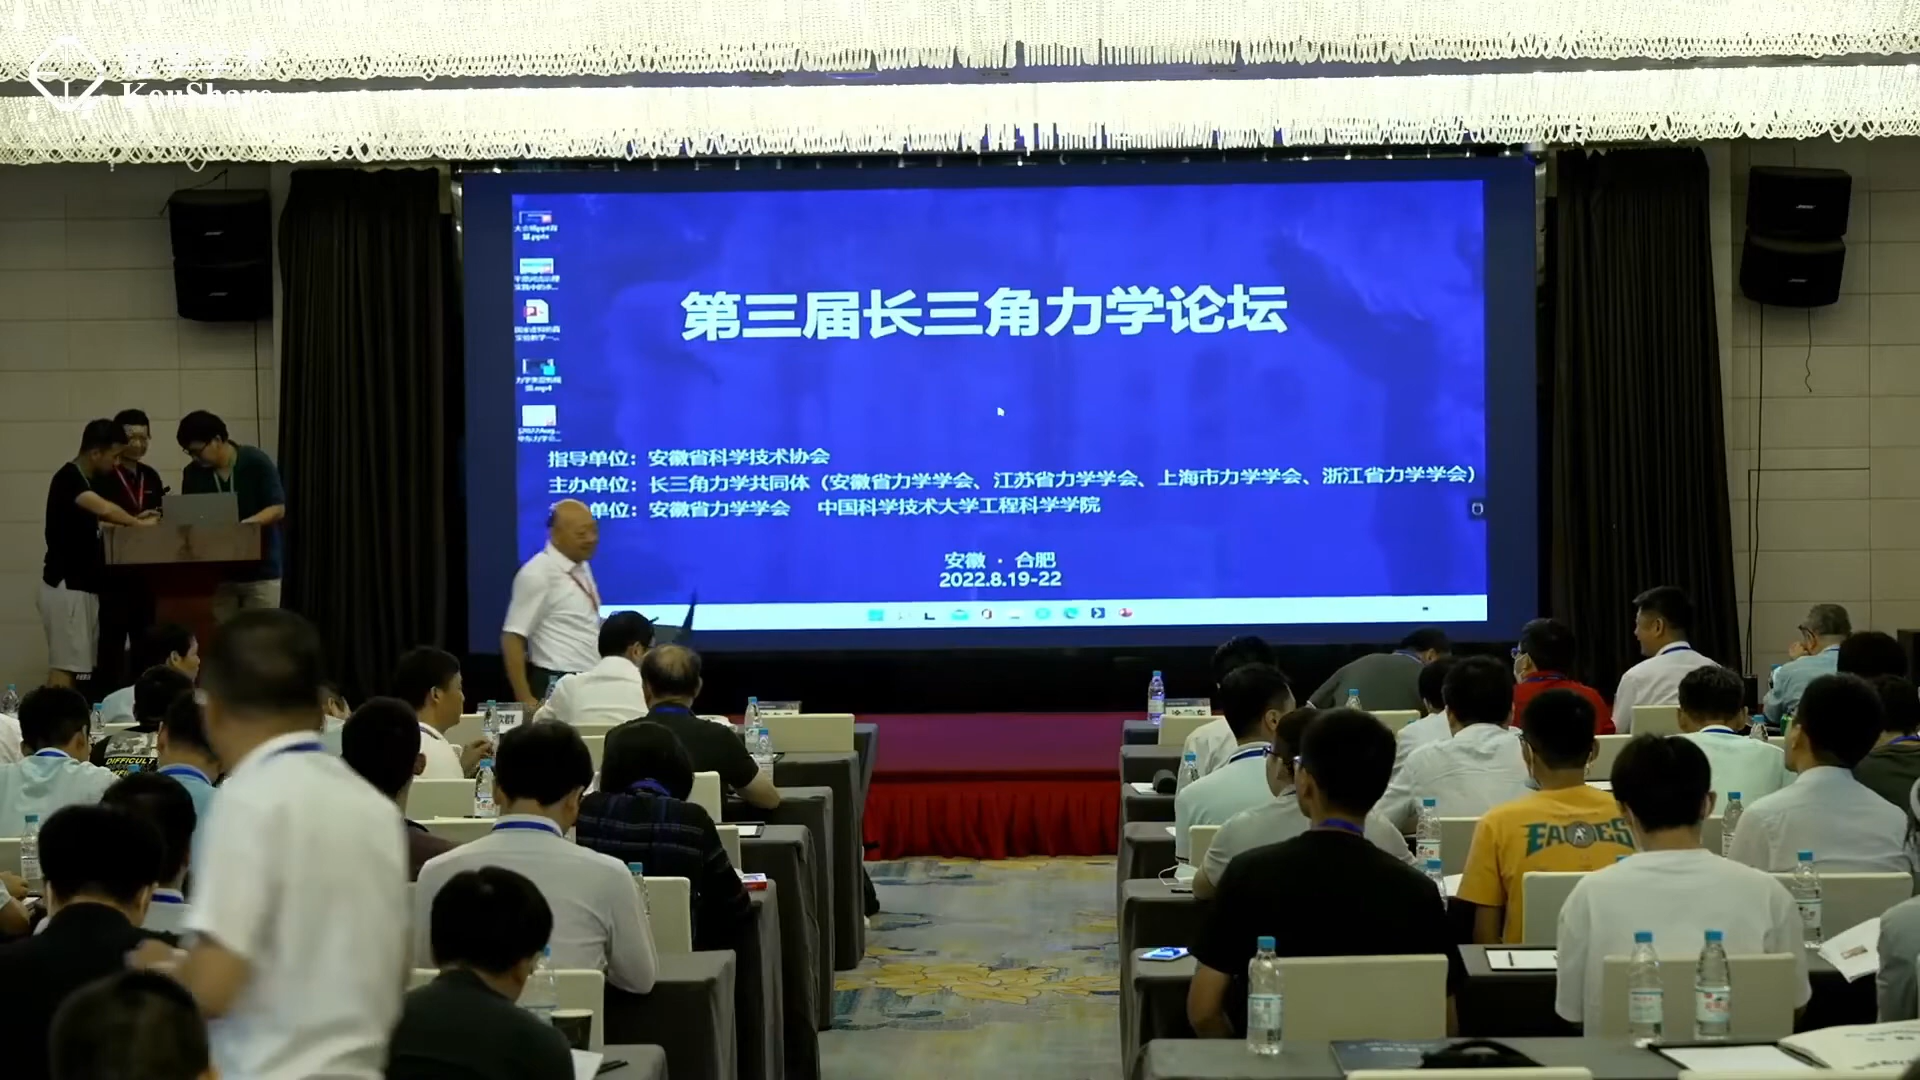 KouShare
第三届长三角力学论坛
指导单位：安徽省科学技术协会
主办单位：长三角力学共同体（安徽省力学学会、江苏省力学学会、上海市力学学会、浙江省力学学会）
单位：安徽省力学学会 中国科学技术大学工程科学学院
安徽 · 合肥
2022.8.19-22
DIFFICULT